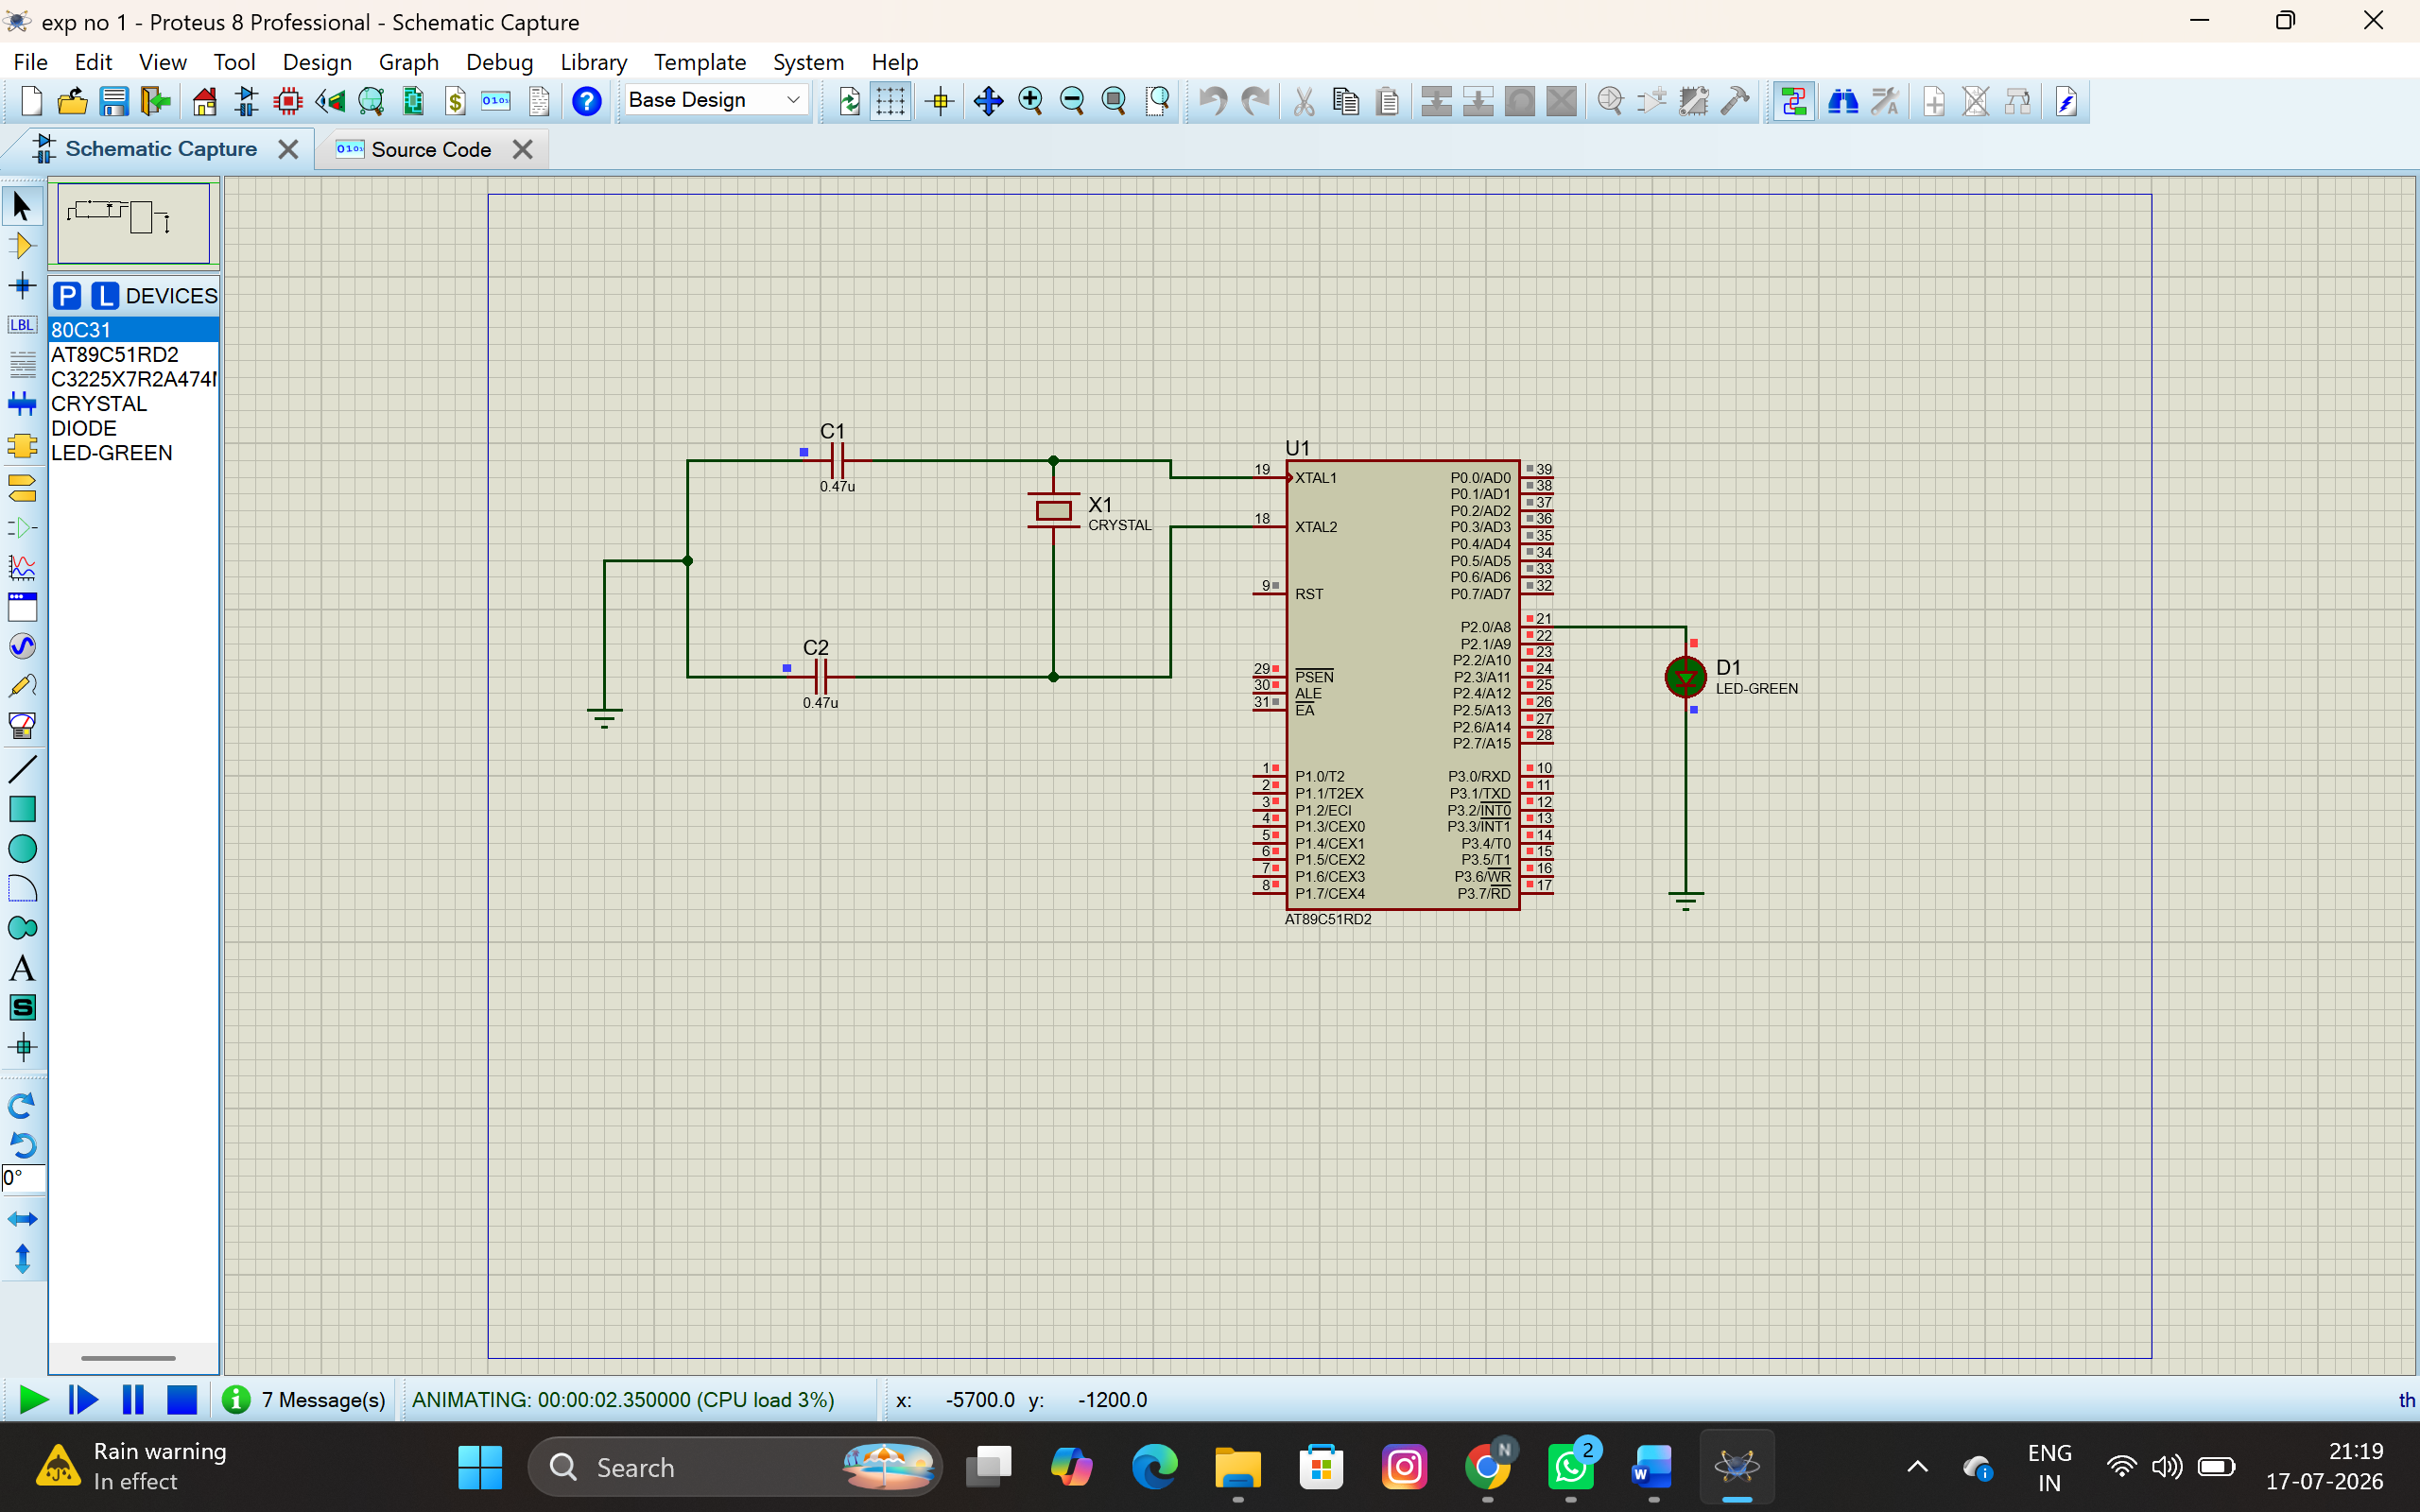 exp no 1 - Proteus 8 Professional - Schematic Capture
File Edit View Tool Design Graph Debug Library Template System Help
Base Design
Schematic Capture
Source Code
P L DEVICES
80C31
AT89C51RD2
C3225X7R2A474M
CRYSTAL
DIODE
LED-GREEN
LBL
A
S
0°
C1
0.47u
X1
CRYSTAL
C2
0.47u
U1
19 XTAL1
18 XTAL2
9 RST
29 PSEN
30 ALE
31 EA
1 P1.0/T2
2 P1.1/T2EX
3 P1.2/ECI
4 P1.3/CEX0
5 P1.4/CEX1
6 P1.5/CEX2
7 P1.6/CEX3
8 P1.7/CEX4
P0.0/AD0 39
P0.1/AD1 38
P0.2/AD2 37
P0.3/AD3 36
P0.4/AD4 35
P0.5/AD5 34
P0.6/AD6 33
P0.7/AD7 32
P2.0/A8 21
P2.1/A9 22
P2.2/A10 23
P2.3/A11 24
P2.4/A12 25
P2.5/A13 26
P2.6/A14 27
P2.7/A15 28
P3.0/RXD 10
P3.1/TXD 11
P3.2/INT0 12
P3.3/INT1 13
P3.4/T0 14
P3.5/T1 15
P3.6/WR 16
P3.7/RD 17
AT89C51RD2
D1
LED-GREEN
7 Message(s)
ANIMATING: 00:00:02.350000 (CPU load 3%)
x: -5700.0 y: -1200.0
th
Rain warning
In effect
Search
N
2
ENG
IN
21:19
17-07-2026